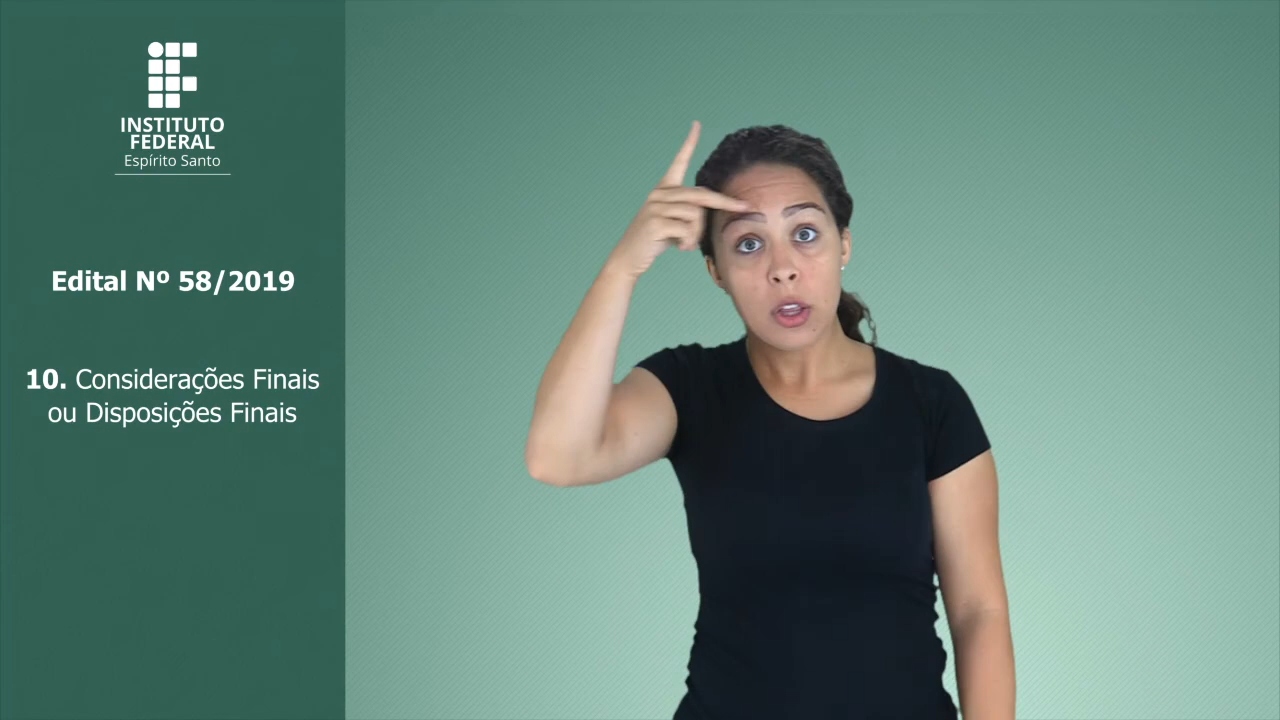 INSTITUTO
FEDERAL
Espírito Santo
Edital Nº 58/2019
10. Considerações Finais
ou Disposições Finais